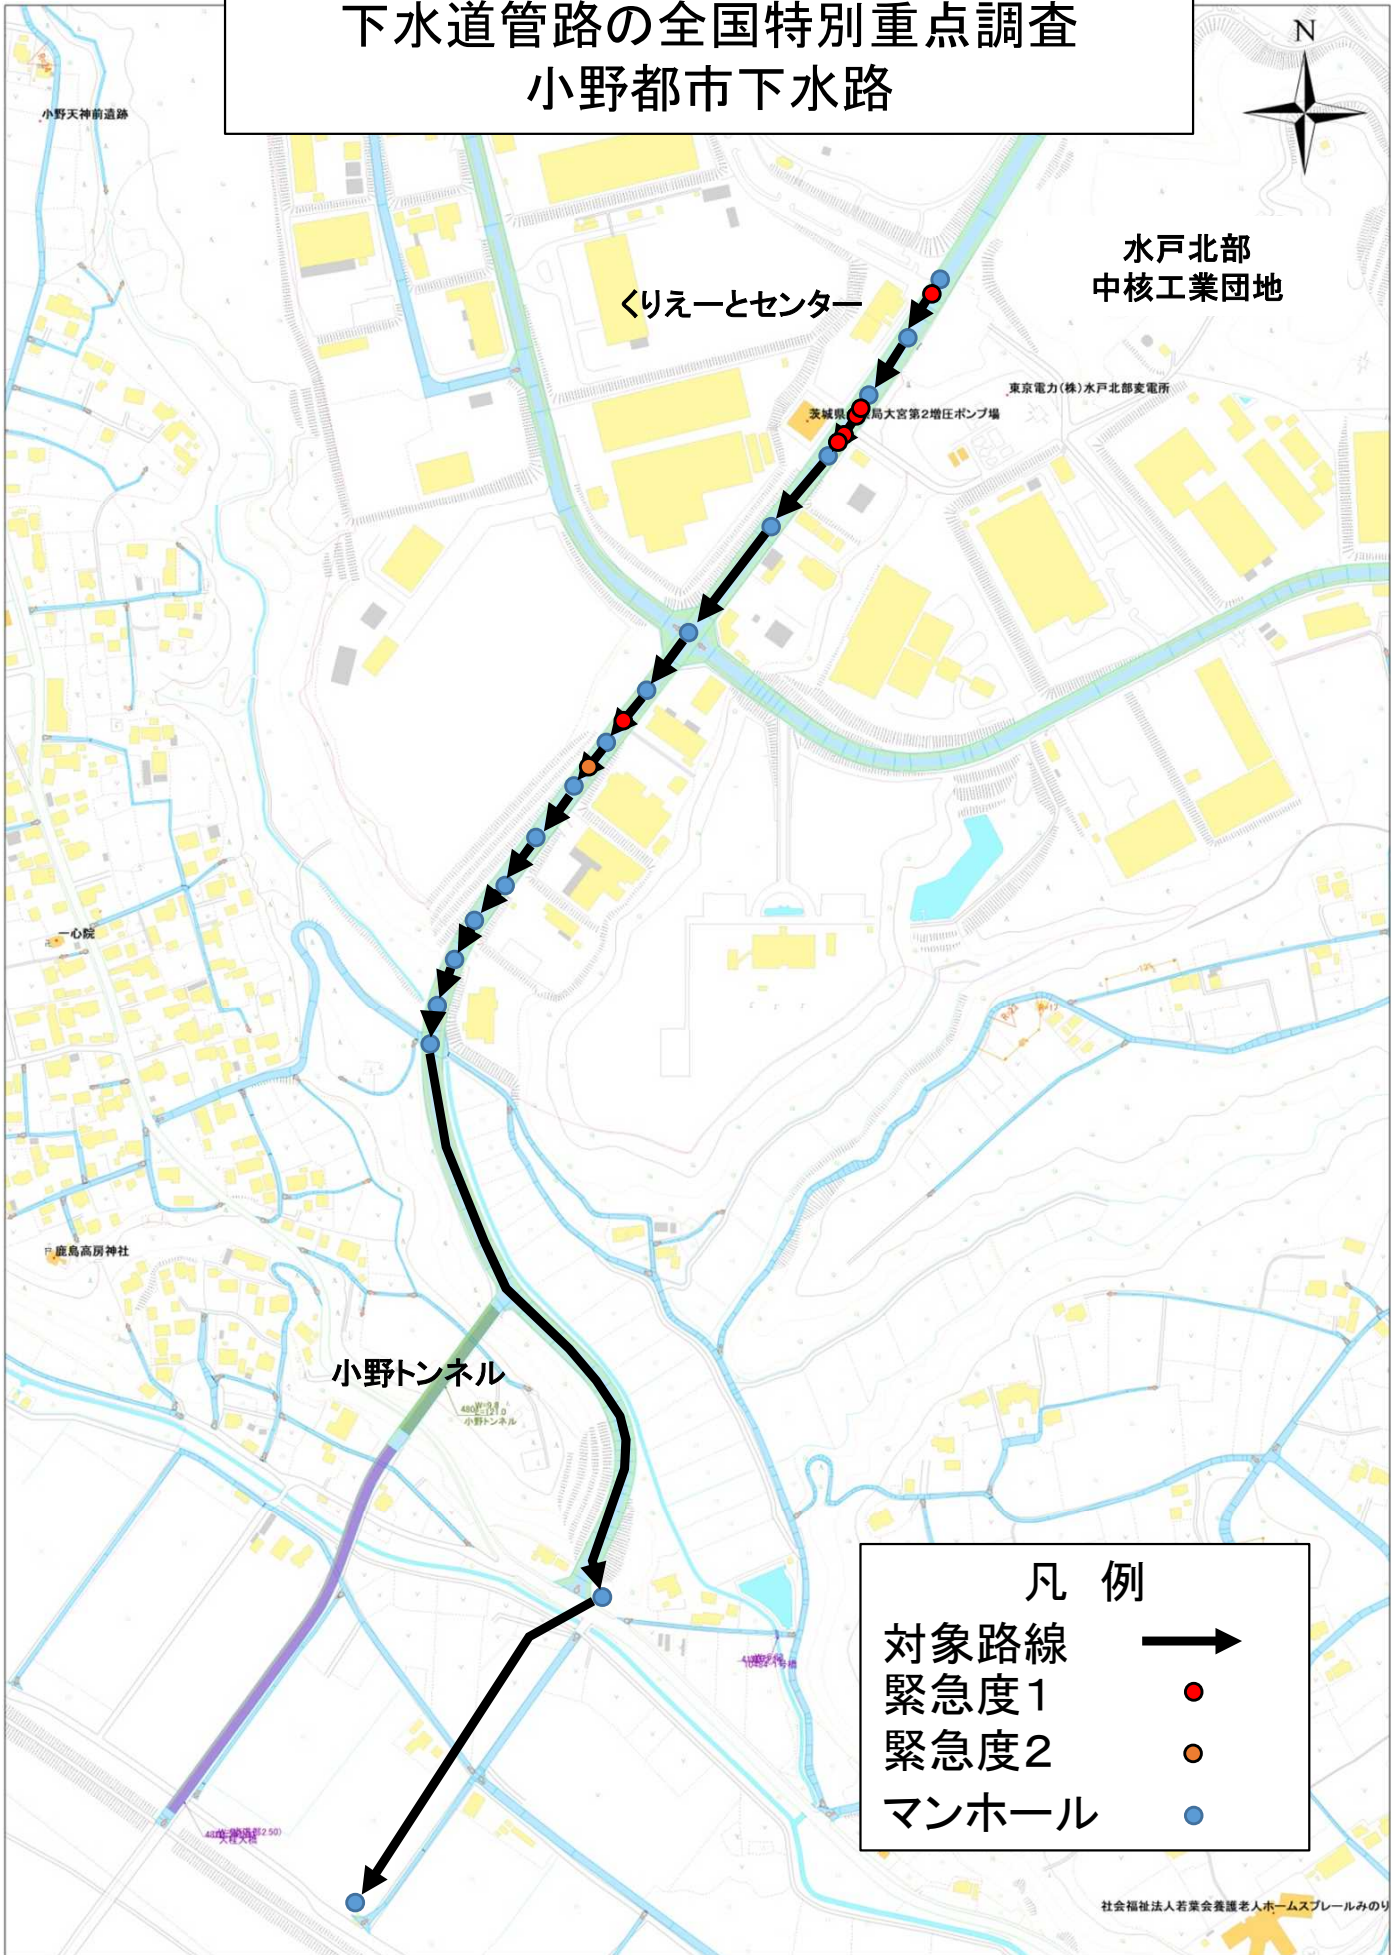 下水道管路の全国特別重点調査
小野都市下水路
N
小野天神前遺跡
水戸北部
中核工業団地
くりえーとセンター
東京電力(株)水戸北部変電所
局大宮第2増圧ポンプ場
一心院
鹿島高房神社
小野トンネル
小野トンネル
凡 例
対象路線
緊急度1
緊急度2
マンホール
社会福祉法人若葉会養護老人ホームスプレールみのり